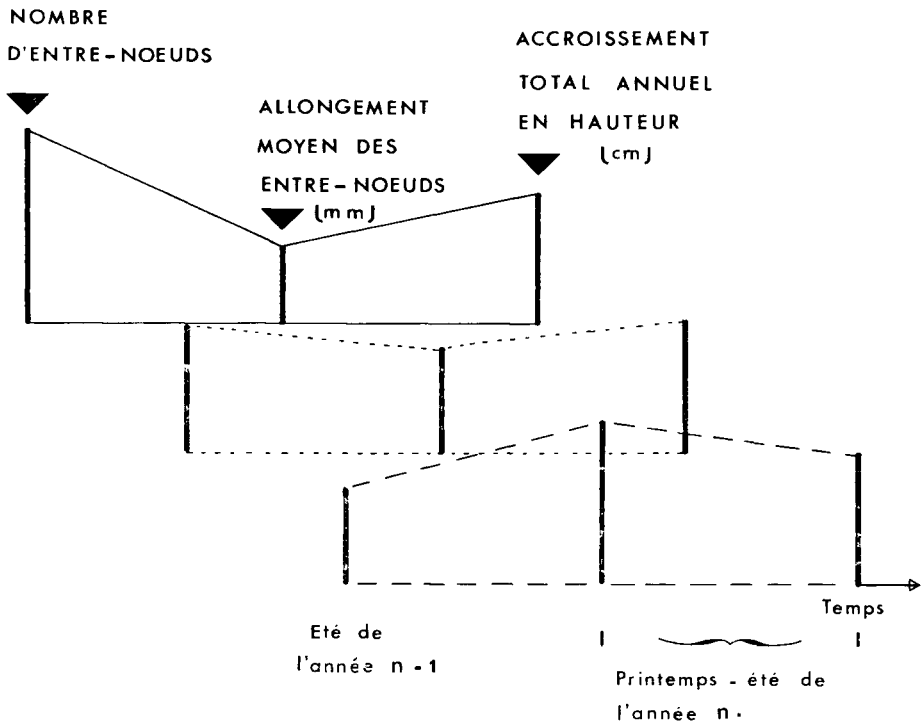 NOMBRE
D'ENTRE-NOEUDS
ALLONGEMENT
MOYEN DES
ENTRE-NOEUDS
(mm)
ACCROISSEMENT
TOTAL ANNUEL
EN HAUTEUR
(cm)
Temps
Eté de
l'année n-1
Printemps - été de
l'année n.